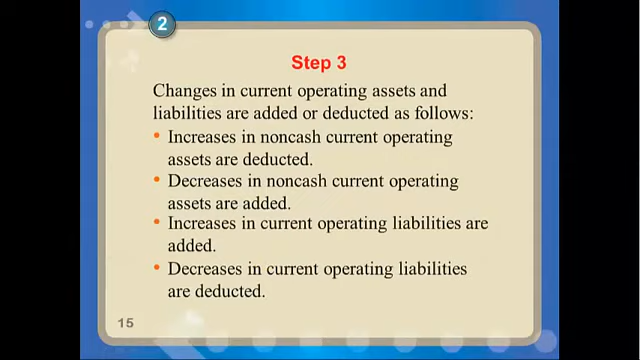 2
Step 3
Changes in current operating assets and
liabilities are added or deducted as follows:
• Increases in noncash current operating
assets are deducted.
• Decreases in noncash current operating
assets are added.
• Increases in current operating liabilities are
added.
• Decreases in current operating liabilities
are deducted.
15